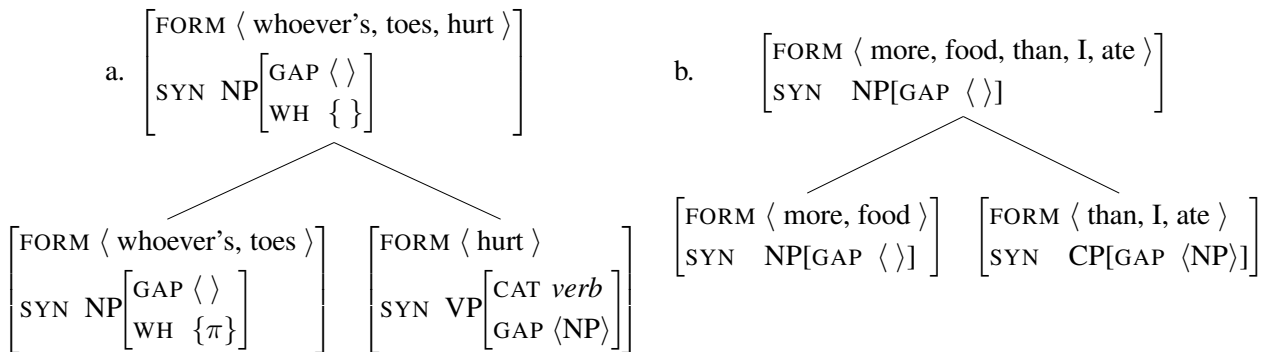 a. [FORM ⟨ whoever's, toes, hurt ⟩
SYN NP[GAP ⟨ ⟩
WH { }]]
b. [FORM ⟨ more, food, than, I, ate ⟩
SYN NP[GAP ⟨ ⟩]]
[FORM ⟨ whoever's, toes ⟩
SYN NP[GAP ⟨ ⟩
WH {π}]]
[FORM ⟨ hurt ⟩
SYN VP[CAT verb
GAP ⟨NP⟩]]
[FORM ⟨ more, food ⟩
SYN NP[GAP ⟨ ⟩]]
[FORM ⟨ than, I, ate ⟩
SYN CP[GAP ⟨NP⟩]]